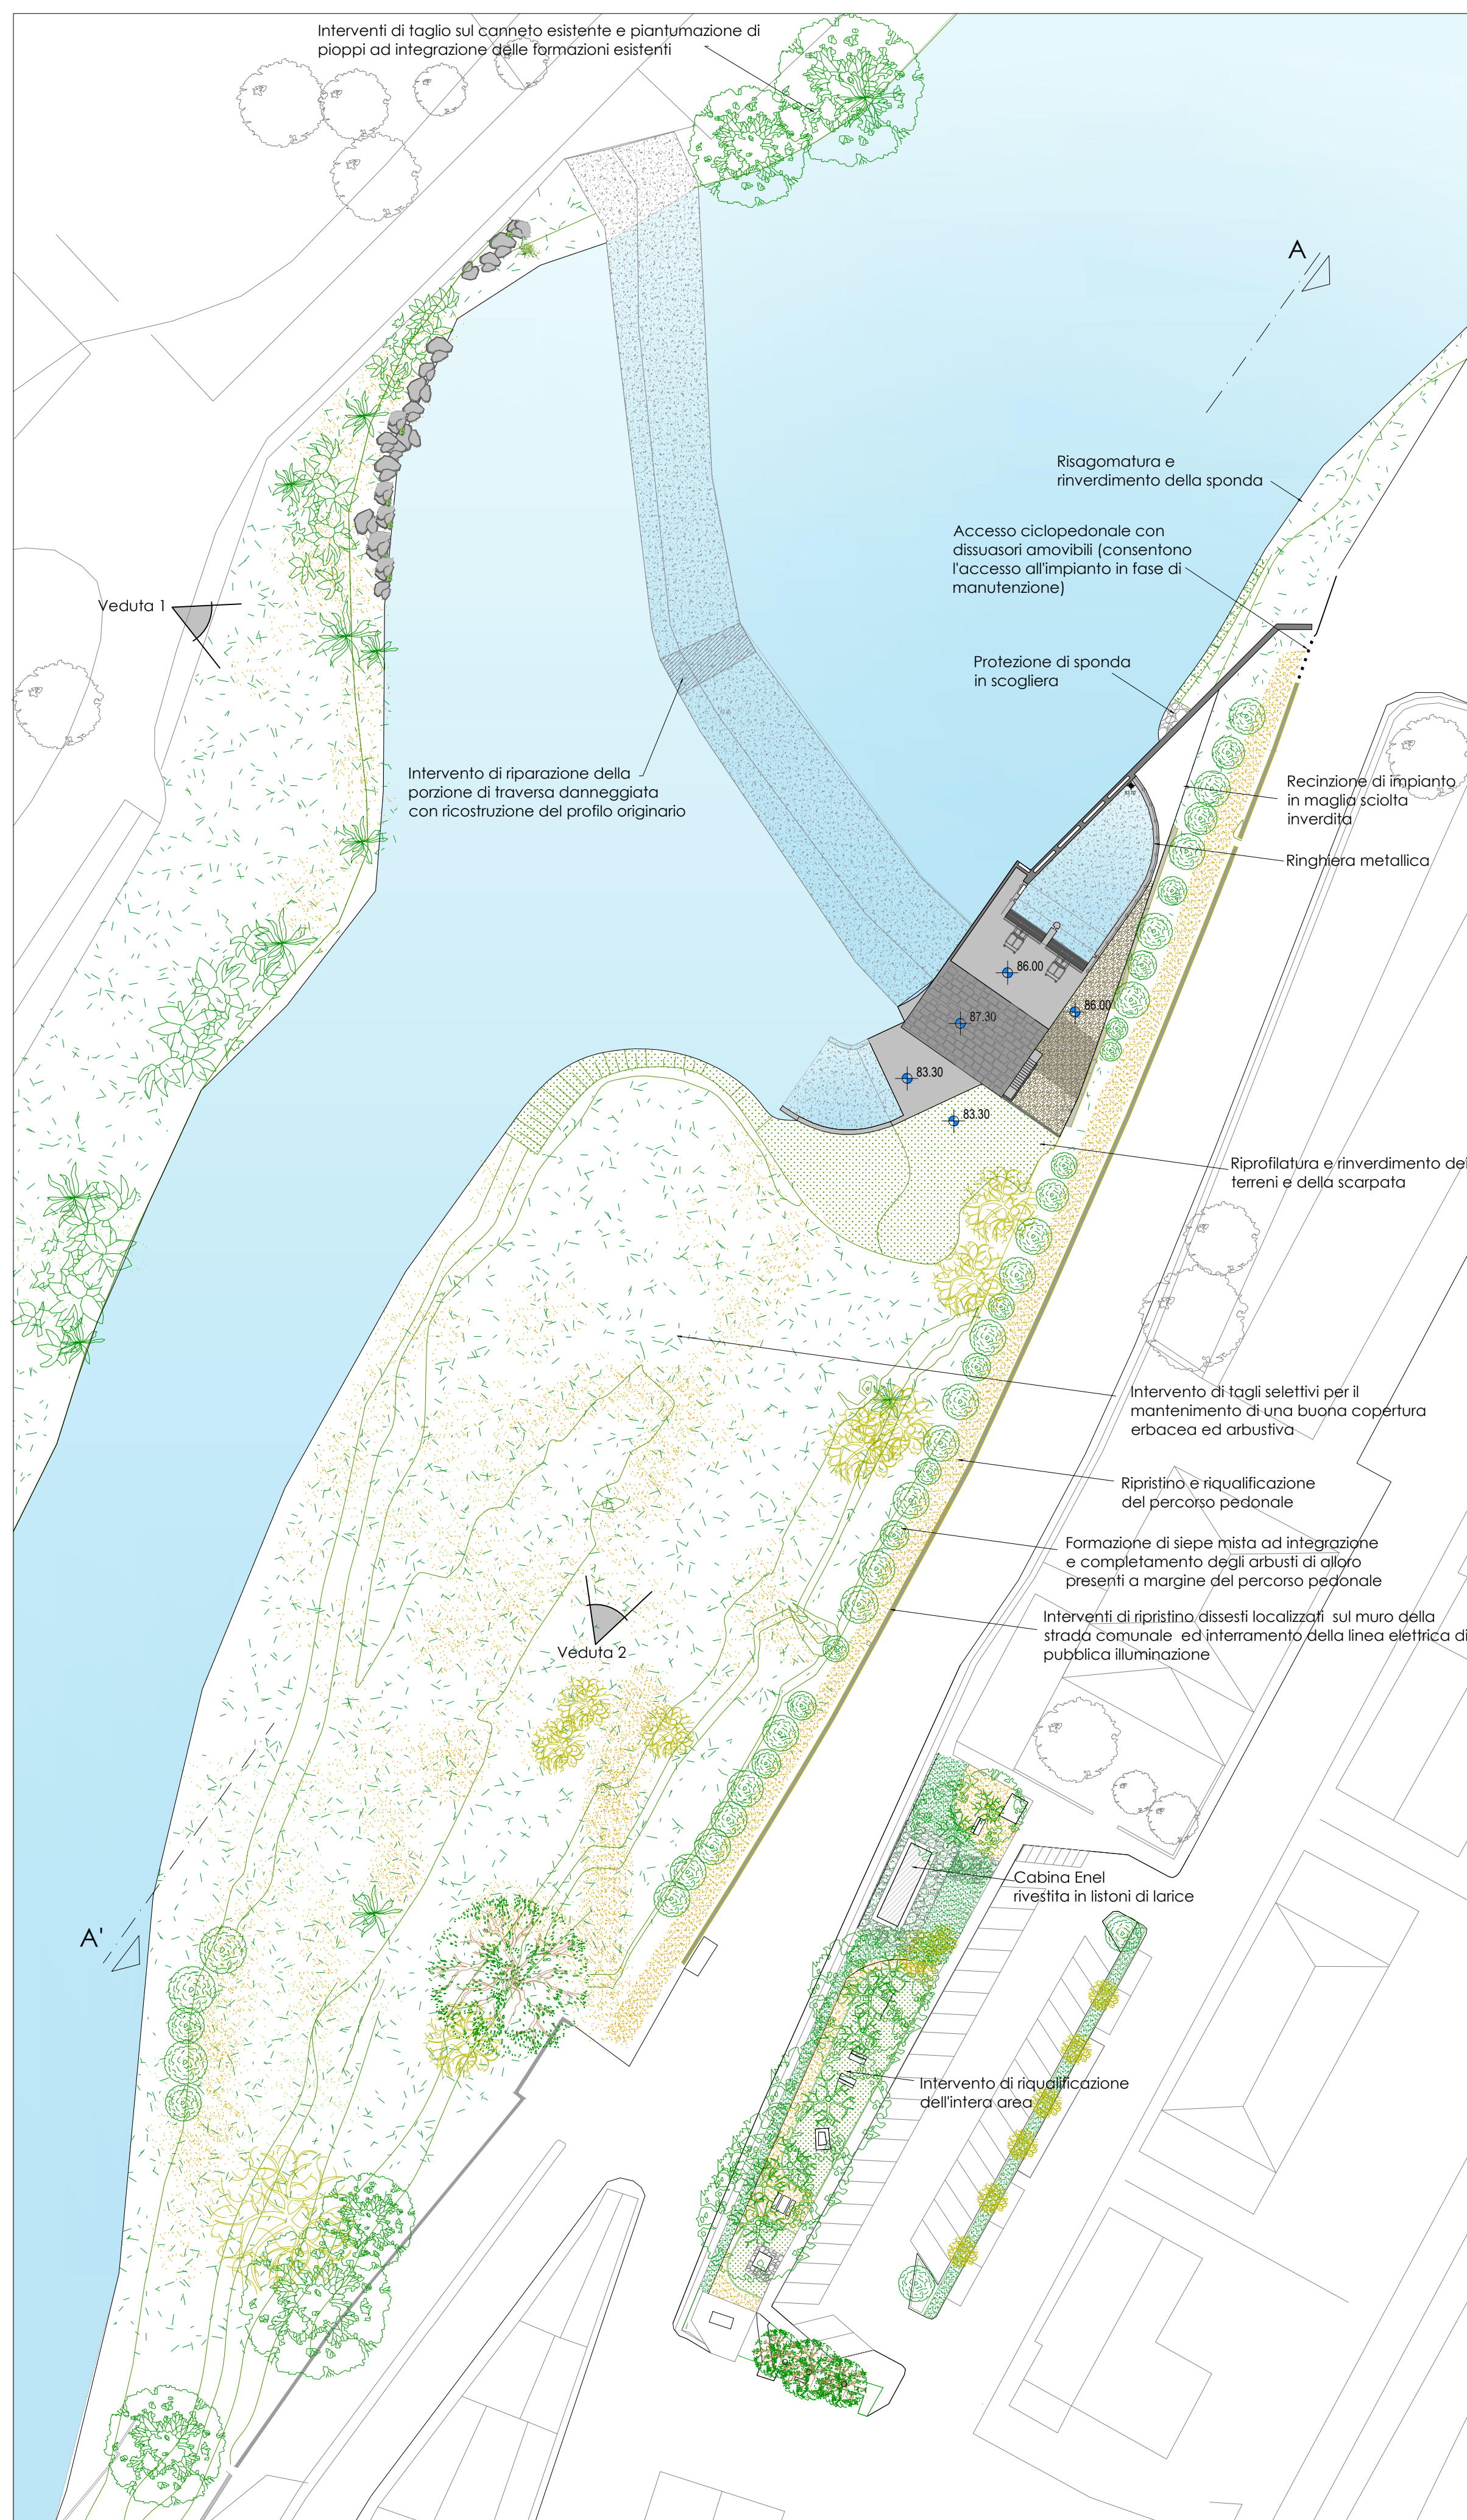 Interventi di taglio sul canneto esistente e piantumazione di
pioppi ad integrazione delle formazioni esistenti
A
Risagomatura e
rinverdimento della sponda
Accesso ciclopedonale con
dissuasori amovibili (consentono
l'accesso all'impianto in fase di
manutenzione)
Veduta 1
Protezione di sponda
in scogliera
Intervento di riparazione della
porzione di traversa danneggiata
con ricostruzione del profilo originario
Recinzione di impianto
in maglia sciolta
inverdita
Ringhiera metallica
86.00
86.00
87.30
83.30
83.30
Riprofilatura e rinverdimento dei
terreni e della scarpata
Intervento di tagli selettivi per il
mantenimento di una buona copertura
erbacea ed arbustiva
Ripristino e riqualificazione
del percorso pedonale
Formazione di siepe mista ad integrazione
e completamento degli arbusti di alloro
presenti a margine del percorso pedonale
Interventi di ripristino dissesti localizzati sul muro della
strada comunale ed interramento della linea elettrica di
pubblica illuminazione
Veduta 2
Cabina Enel
rivestita in listoni di larice
A'
Intervento di riqualificazione
dell'intera area